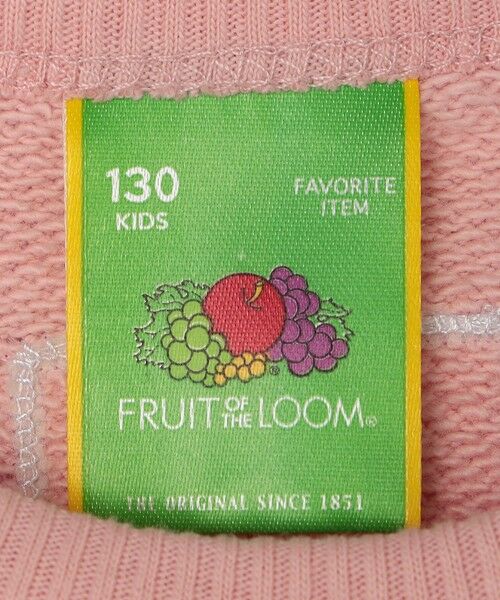 130
KIDS
FAVORITE
ITEM
®
FRUIT OF THE LOOM®
THE ORIGINAL SINCE 1851